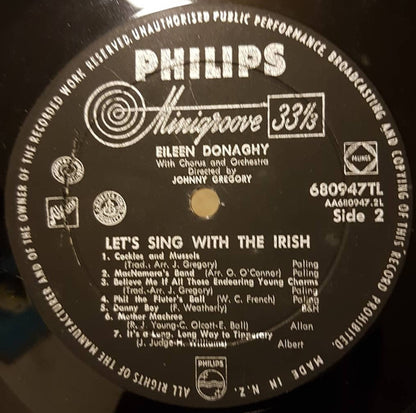 ALL RIGHTS OF THE MANUFACTURER AND OF THE OWNER OF THE RECORDED WORK RESERVED. UNAUTHORISED PUBLIC PERFORMANCE, BROADCASTING AND COPYING OF THIS RECORD PROHIBITED. MADE IN N.Z.
PHILIPS
Minigroove 33⅓
EILEEN DONAGHY
With Chorus and Orchestra
Directed by
JOHNNY GREGORY
680947TL
AA680947.2L
Side 2
LET'S SING WITH THE IRISH
1. Cockles and Mussels
(Trad.-Arr. J. Gregory) Paling
2. MacNamara's Band (Arr. O. O'Connor) Paling
3. Believe Me If All Those Endearing Young Charms
(Trad.-Arr. J. Gregory) Paling
4. Phil the Fluter's Ball (W. C. French) Paling
5. Danny Boy (F. Weatherly) B&H
6. Mother Machree
(R. J. Young-C. Olcott-E. Ball) Allan
7. It's a Long, Long Way to Tipperary
(J. Judge-H. Williams) Albert
PHILIPS